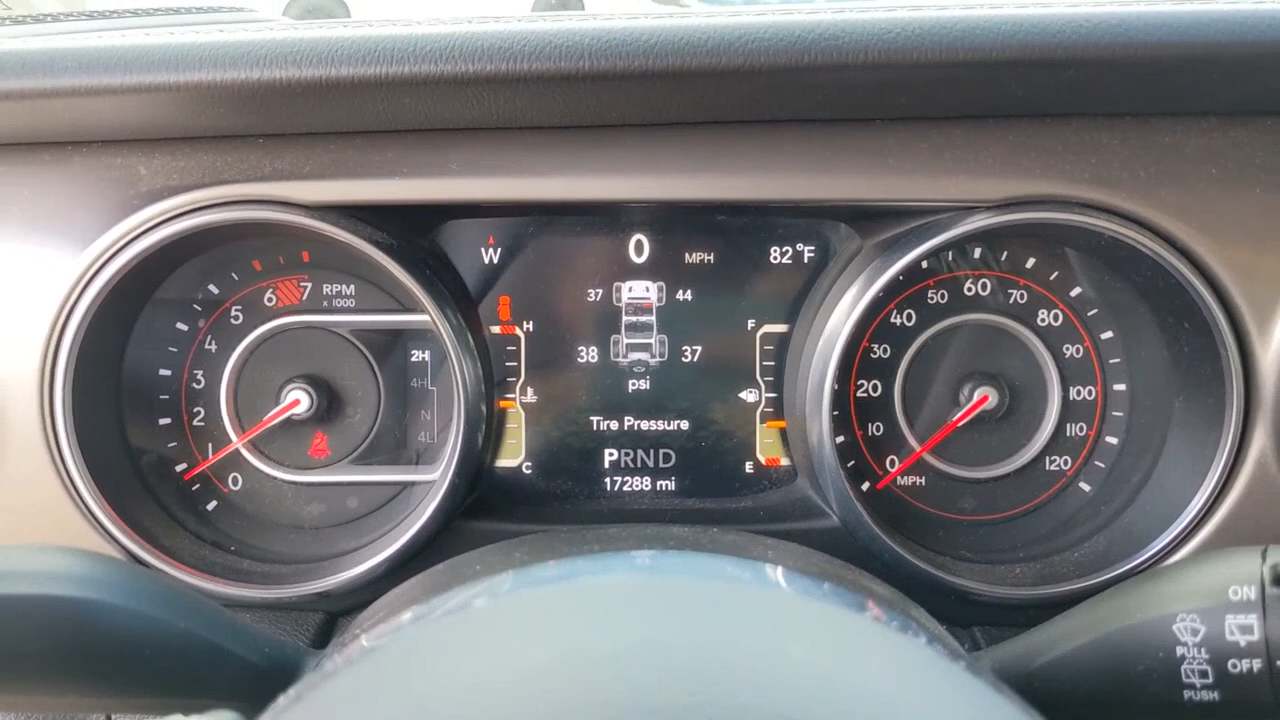 W 0 MPH 82°F
37 44
38 37
psi
Tire Pressure
PRND
17288 mi
H
C
F
E
RPM
x 1000
0
1
2
3
4
5
6
7
2H
4H
N
4L
0
10
20
30
40
50
60
70
80
90
100
110
120
MPH
ON
OFF
PULL
PUSH